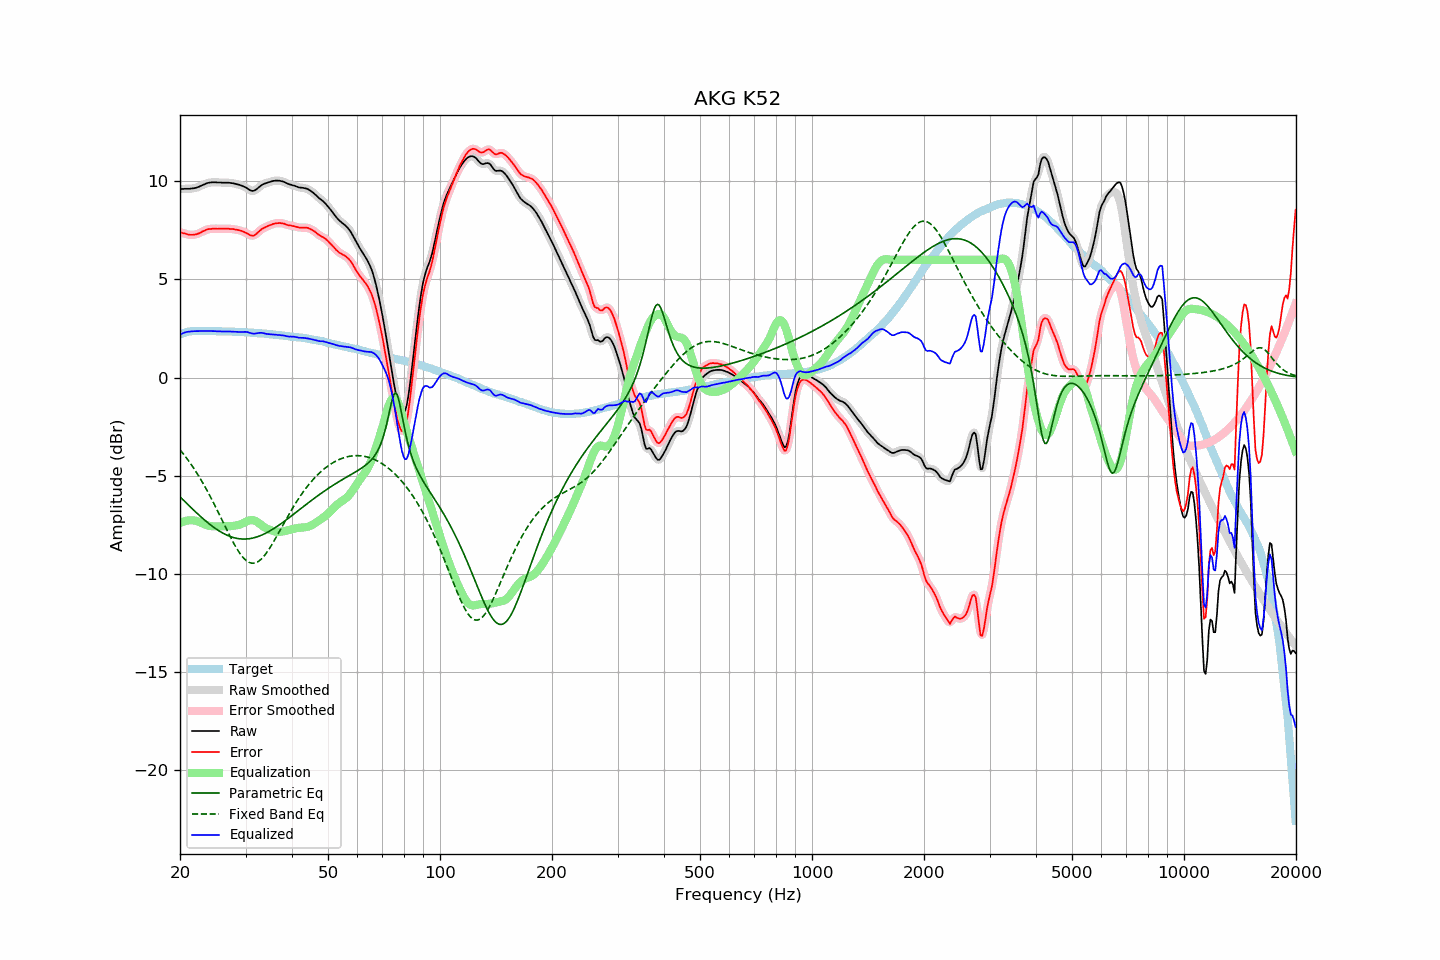 AKG K52
Amplitude (dBr)
10
5
0
−5
−10
−15
−20
Target
Raw Smoothed
Error Smoothed
Raw
Error
Equalization
Parametric Eq
Fixed Band Eq
Equalized
20 50 100 200 500 1000 2000 5000 10000 20000
Frequency (Hz)